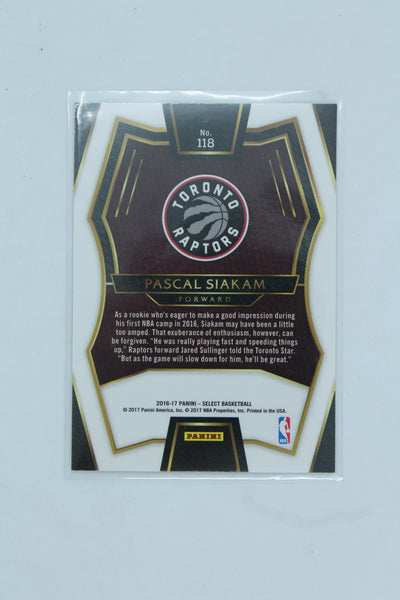 No.
118
TORONTO
RAPTORS
PASCAL SIAKAM
FORWARD
As a rookie who's eager to make a good impression during
his first NBA camp in 2016, Siakam may have been a little
too amped. That exuberance of enthusiasm, however, can
be forgiven. "He was really playing fast and speeding things
up," Raptors forward Jared Sullinger told the Toronto Star.
"But as the game will slow down for him, he'll be great."
2016-17 PANINI – SELECT BASKETBALL
© 2017 Panini America, Inc. © 2017 NBA Properties, Inc. Printed in the USA.
PANINI
NBA